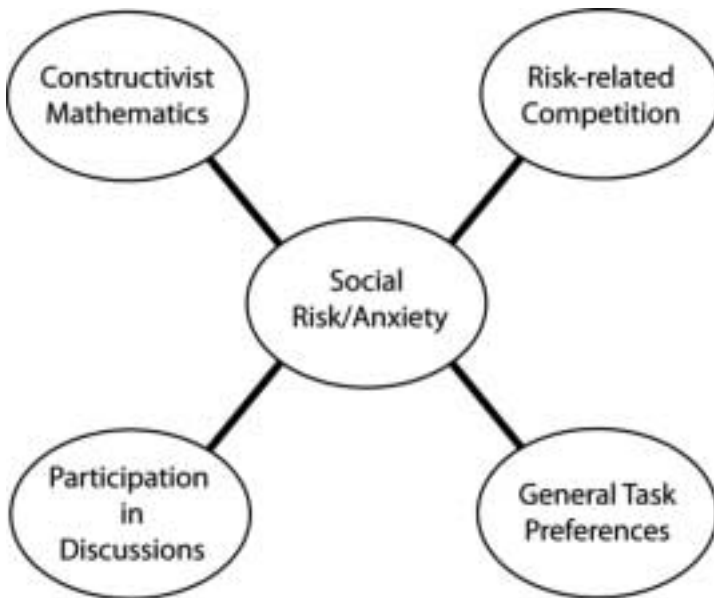 Constructivist
Mathematics
Risk-related
Competition
Social
Risk/Anxiety
Participation
in
Discussions
General Task
Preferences